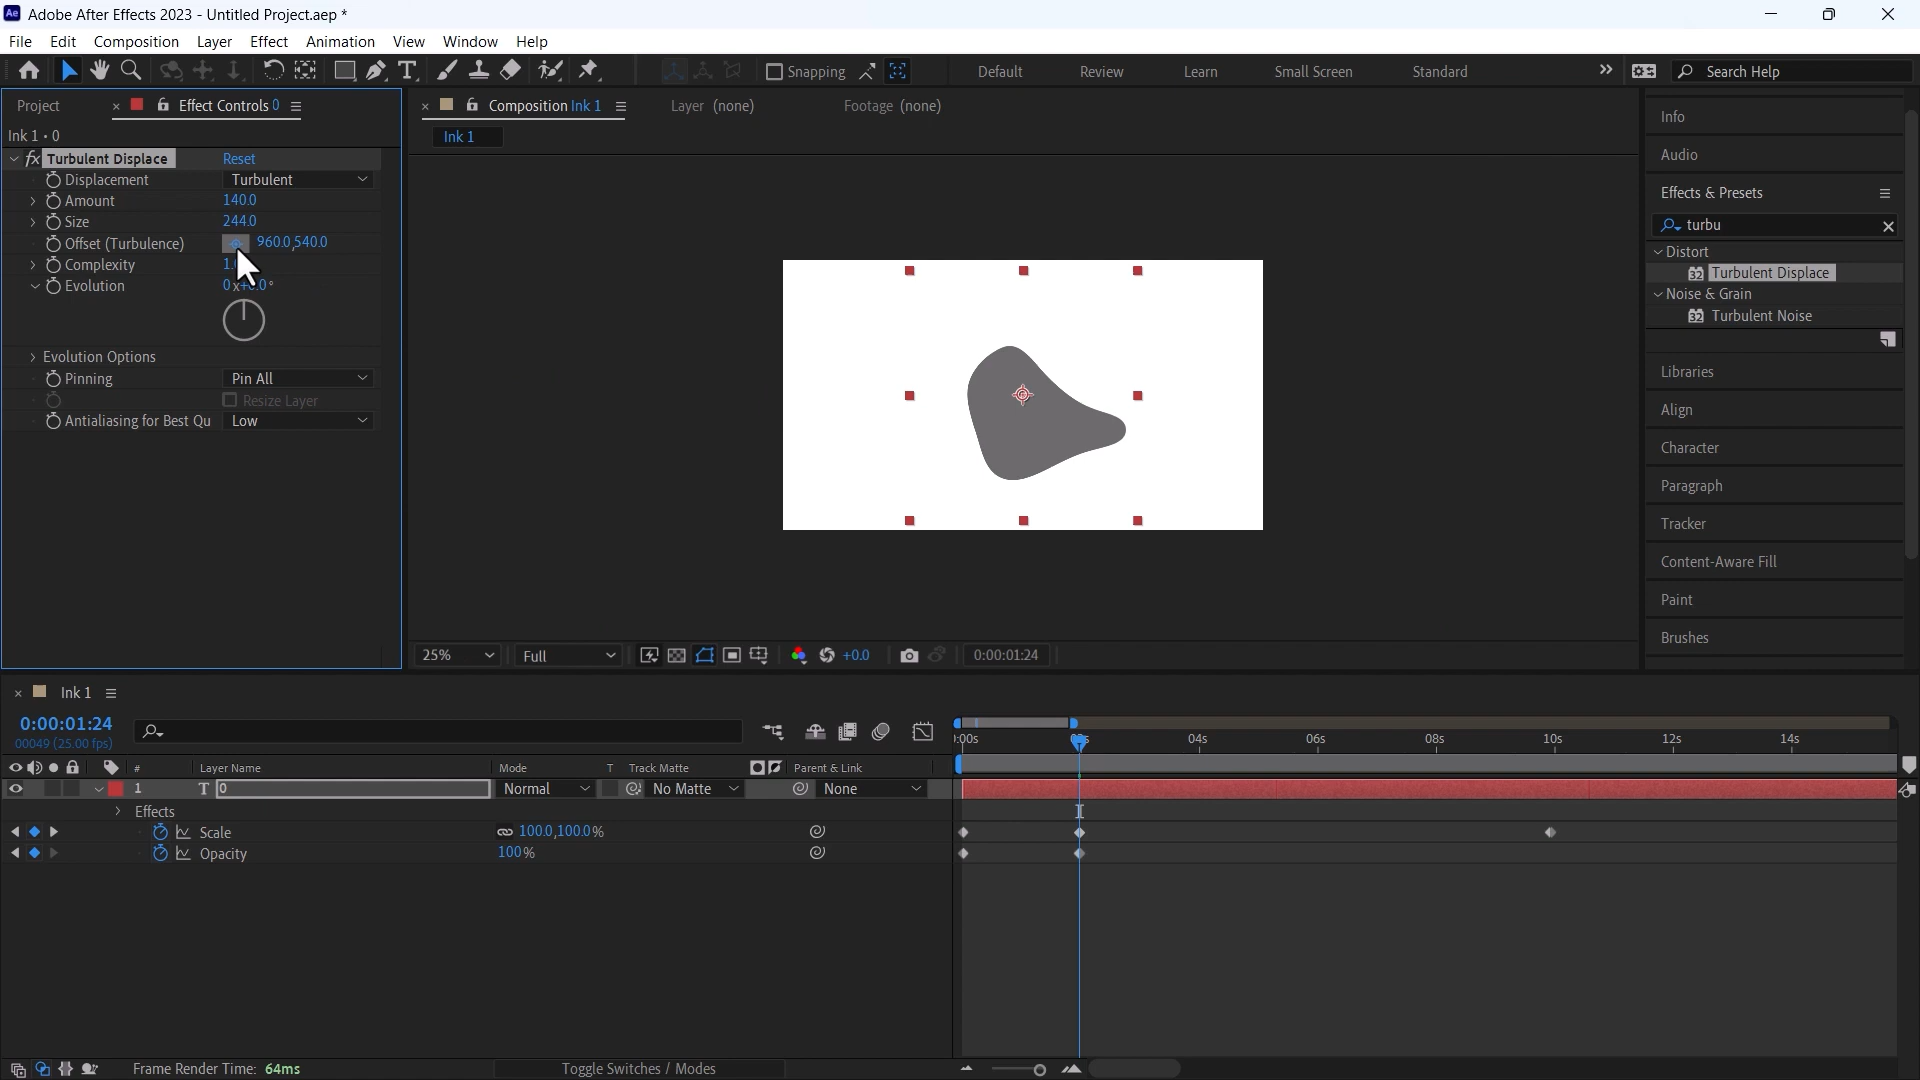 Ae Adobe After Effects 2023 - Untitled Project.aep *
File Edit Composition Layer Effect Animation View Window Help
T Snapping Default Review Learn Small Screen Standard » Search Help
Project × Effect Controls 0
× Composition Ink 1 Layer (none) Footage (none)
Ink 1 • 0
Ink 1
fx Turbulent Displace Reset
Displacement Turbulent
Amount 140.0
Size 244.0
Offset (Turbulence) 960.0,540.0
Complexity
Evolution
Evolution Options
Pinning Pin All
Resize Layer
Antialiasing for Best Qu Low
Info
Audio
Effects & Presets
turbu
Distort
32 Turbulent Displace
Noise & Grain
32 Turbulent Noise
Libraries
Align
Character
Paragraph
Tracker
Content-Aware Fill
Paint
Brushes
25% Full +0.0 0:00:01:24
× Ink 1
0:00:01:24
00049 (25.00 fps)
:00s 04s 06s 08s 10s 12s 14s
# Layer Name Mode T Track Matte Parent & Link
1 T 0 Normal No Matte None
Effects
Scale 100.0,100.0%
Opacity 100%
Frame Render Time: 64ms Toggle Switches / Modes